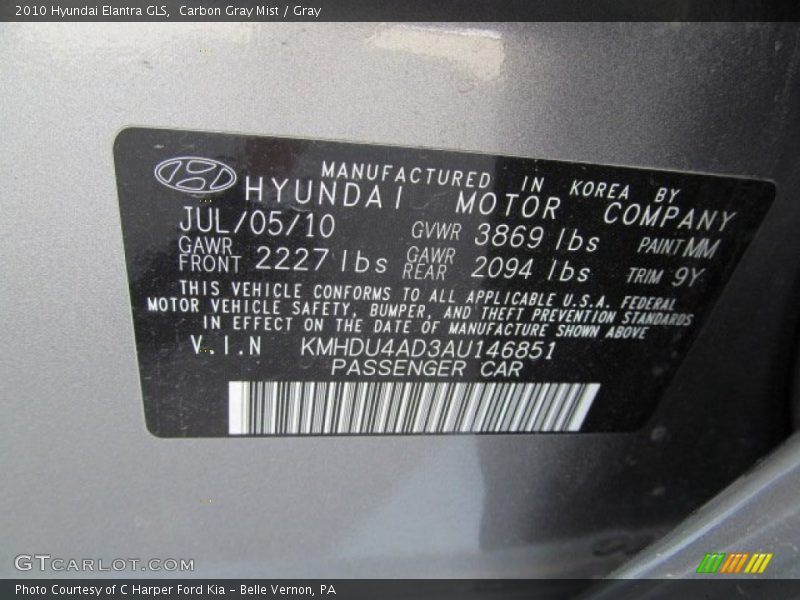 2010 Hyundai Elantra GLS, Carbon Gray Mist / Gray
MANUFACTURED IN KOREA BY
HYUNDAI MOTOR COMPANY
JUL/05/10 GVWR 3869 lbs PAINT MM
GAWR FRONT 2227 lbs GAWR REAR 2094 lbs TRIM 9Y
THIS VEHICLE CONFORMS TO ALL APPLICABLE U.S.A. FEDERAL
MOTOR VEHICLE SAFETY, BUMPER, AND THEFT PREVENTION STANDARDS
IN EFFECT ON THE DATE OF MANUFACTURE SHOWN ABOVE
V.I.N KMHDU4AD3AU146851
PASSENGER CAR
GTCARLOT.COM
Photo Courtesy of C Harper Ford Kia – Belle Vernon, PA